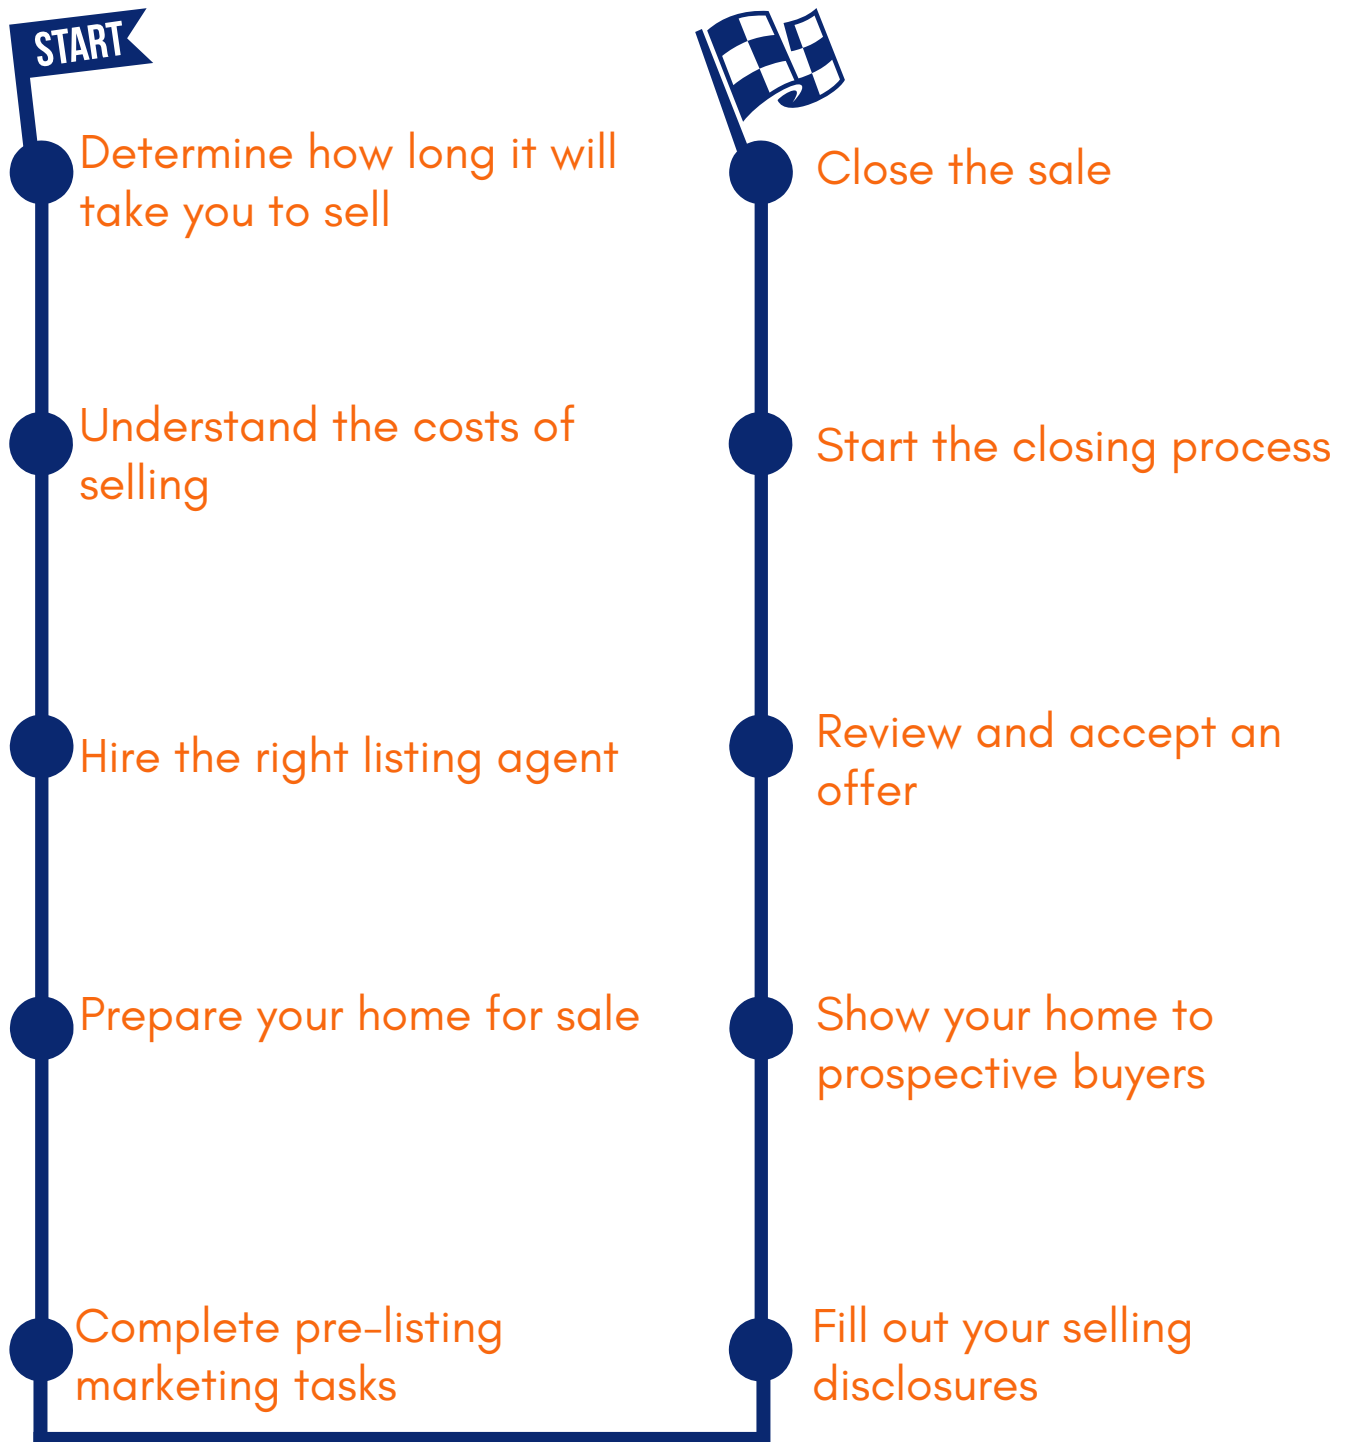 START
Determine how long it will
take you to sell
Understand the costs of
selling
Hire the right listing agent
Prepare your home for sale
Complete pre-listing
marketing tasks
Fill out your selling
disclosures
Show your home to
prospective buyers
Review and accept an
offer
Start the closing process
Close the sale